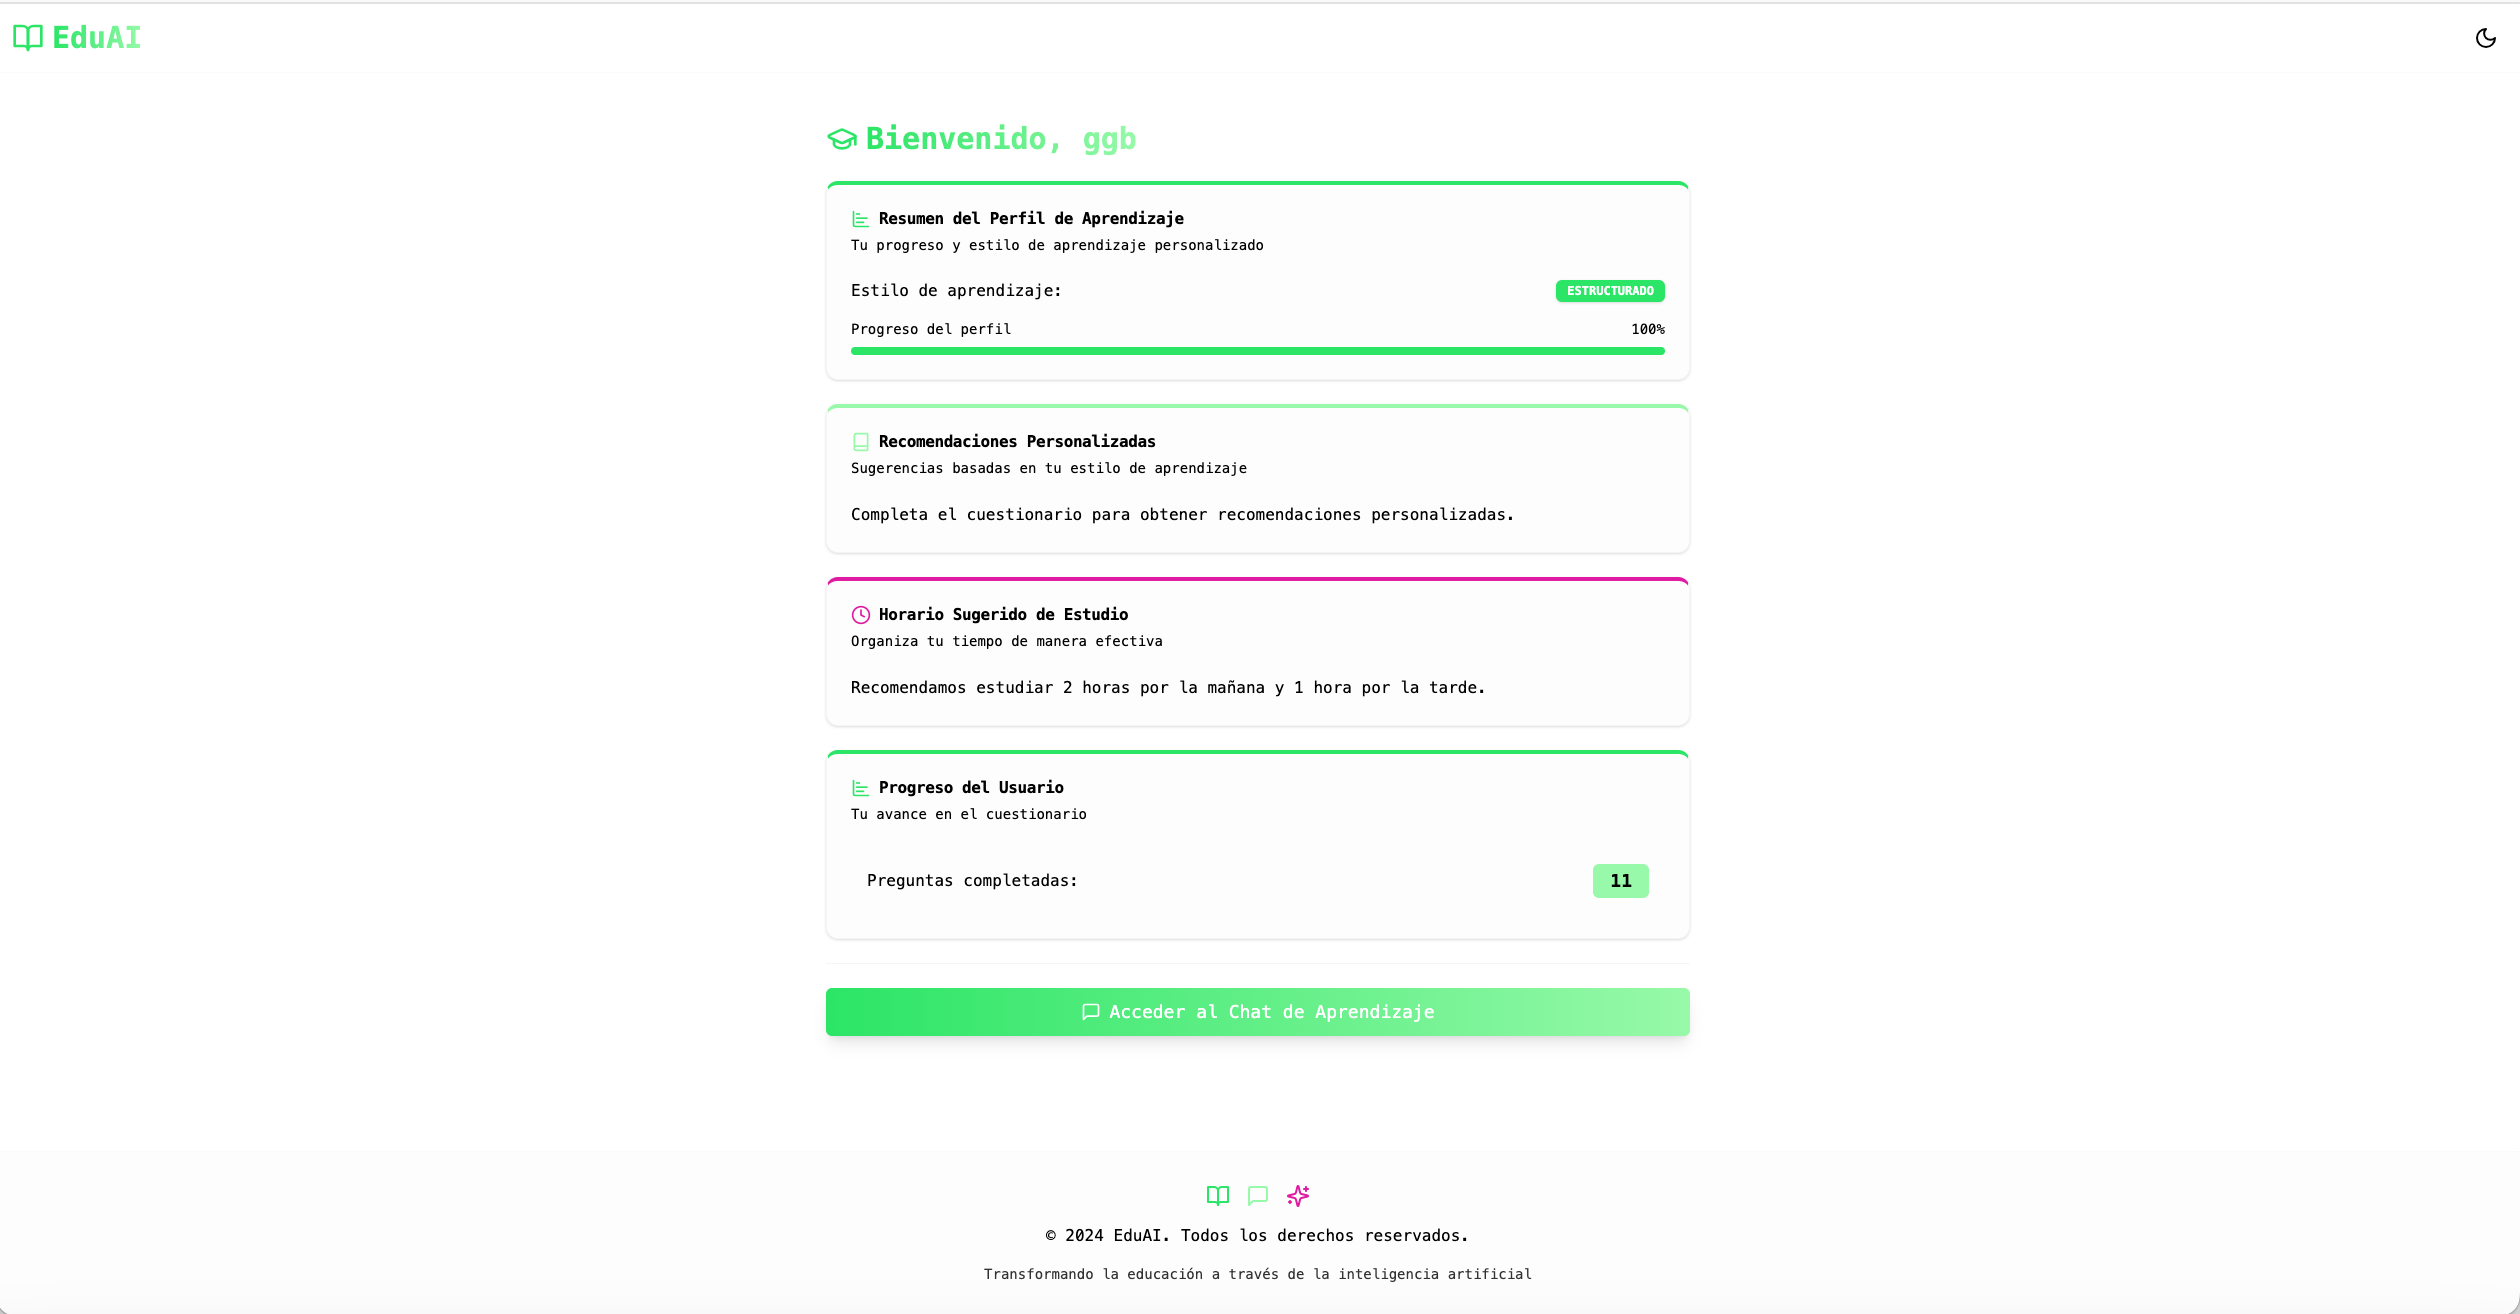 EduAI
Bienvenido, ggb
Resumen del Perfil de Aprendizaje
Tu progreso y estilo de aprendizaje personalizado
Estilo de aprendizaje:
ESTRUCTURADO
Progreso del perfil
100%
Recomendaciones Personalizadas
Sugerencias basadas en tu estilo de aprendizaje
Completa el cuestionario para obtener recomendaciones personalizadas.
Horario Sugerido de Estudio
Organiza tu tiempo de manera efectiva
Recomendamos estudiar 2 horas por la mañana y 1 hora por la tarde.
Progreso del Usuario
Tu avance en el cuestionario
Preguntas completadas:
11
Acceder al Chat de Aprendizaje
© 2024 EduAI. Todos los derechos reservados.
Transformando la educación a través de la inteligencia artificial